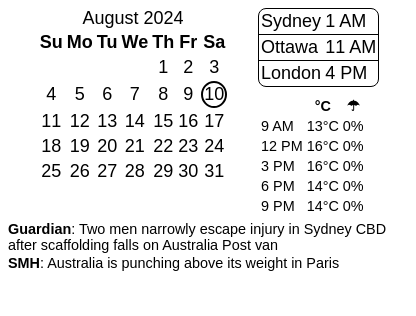 August 2024
Su Mo Tu We Th Fr Sa
1 2 3
4 5 6 7 8 9 10
11 12 13 14 15 16 17
18 19 20 21 22 23 24
25 26 27 28 29 30 31
Sydney 1 AM
Ottawa 11 AM
London 4 PM
°C ☂
9 AM 13°C 0%
12 PM 16°C 0%
3 PM 16°C 0%
6 PM 14°C 0%
9 PM 14°C 0%
Guardian: Two men narrowly escape injury in Sydney CBD
after scaffolding falls on Australia Post van
SMH: Australia is punching above its weight in Paris